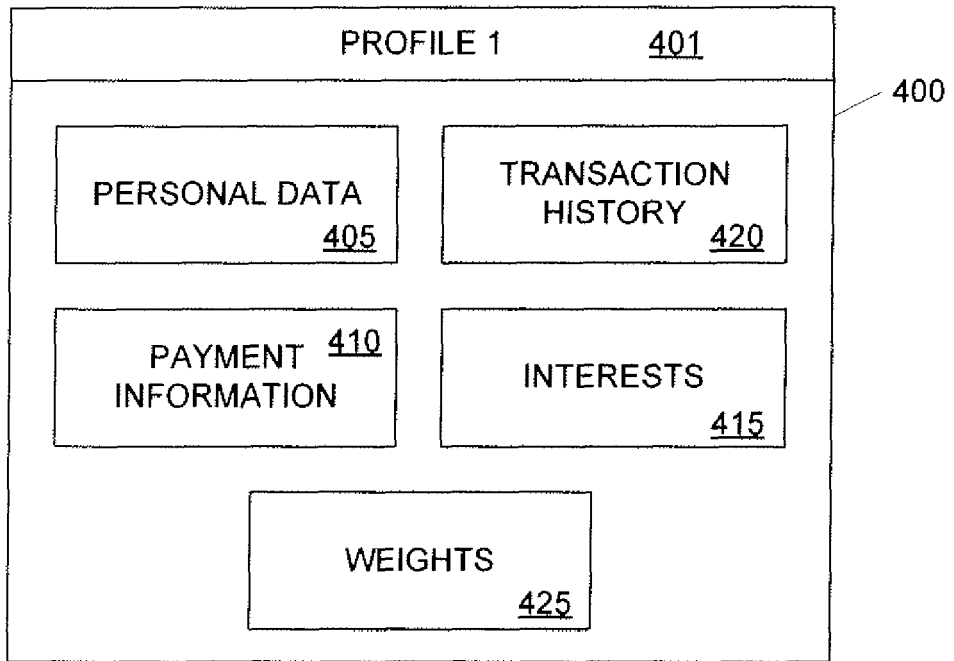 PROFILE 1 401
400
PERSONAL DATA
405
TRANSACTION
HISTORY
420
PAYMENT
INFORMATION
410
INTERESTS
415
WEIGHTS
425